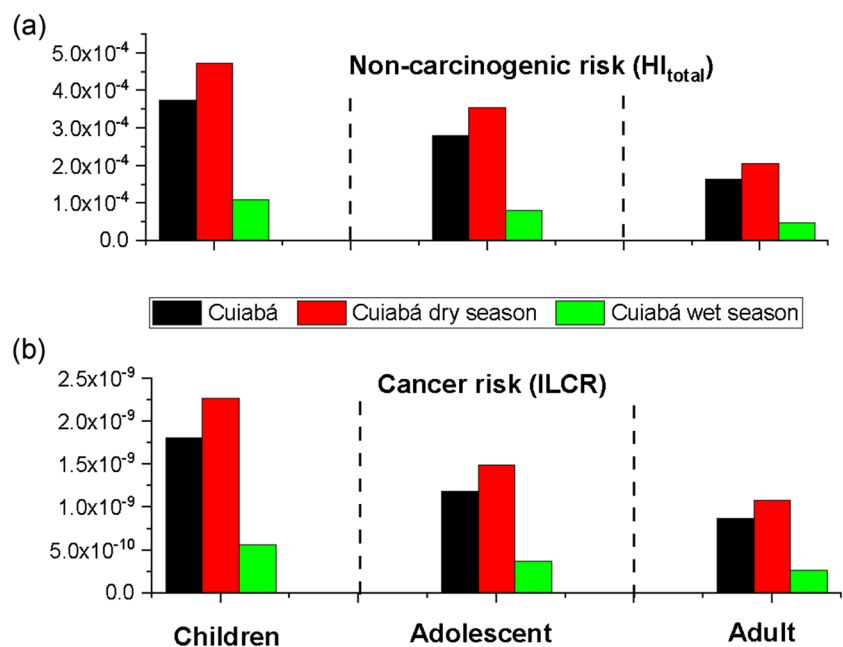 (a)
Non-carcinogenic risk (HI_total)
5.0x10⁻⁴
4.0x10⁻⁴
3.0x10⁻⁴
2.0x10⁻⁴
1.0x10⁻⁴
0.0
Cuiabá Cuiabá dry season Cuiabá wet season
(b)
Cancer risk (ILCR)
2.5x10⁻⁹
2.0x10⁻⁹
1.5x10⁻⁹
1.0x10⁻⁹
5.0x10⁻¹⁰
0.0
Children Adolescent Adult